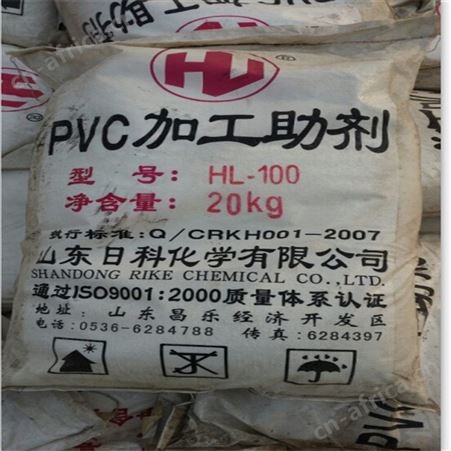 PVC加工助剂
型 号: HL-100
净含量: 20kg
执行标准: Q/CRKH001-2007
山东日科化学有限公司
SHANDONG RIKE CHEMICAL CO.,LTD.
通过ISO9001:2000质量体系认证
地址: 山东昌乐经济开发区
电话: 0536-6284788 传真: 6284397
cn-africa.com